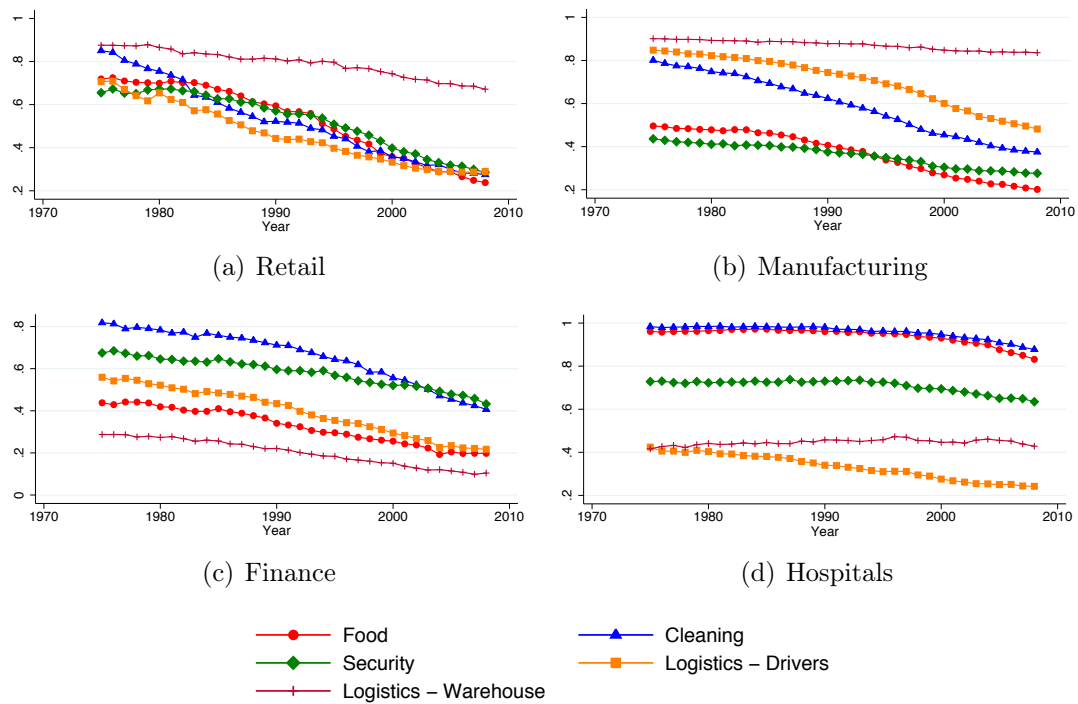 1
.8
.6
.4
.2
1970 1980 1990 2000 2010
Year
(a) Retail
1
.8
.6
.4
.2
1970 1980 1990 2000 2010
Year
(b) Manufacturing
.8
.6
.4
.2
0
1970 1980 1990 2000 2010
Year
(c) Finance
1
.8
.6
.4
.2
1970 1980 1990 2000 2010
Year
(d) Hospitals
Food Cleaning
Security Logistics − Drivers
Logistics − Warehouse